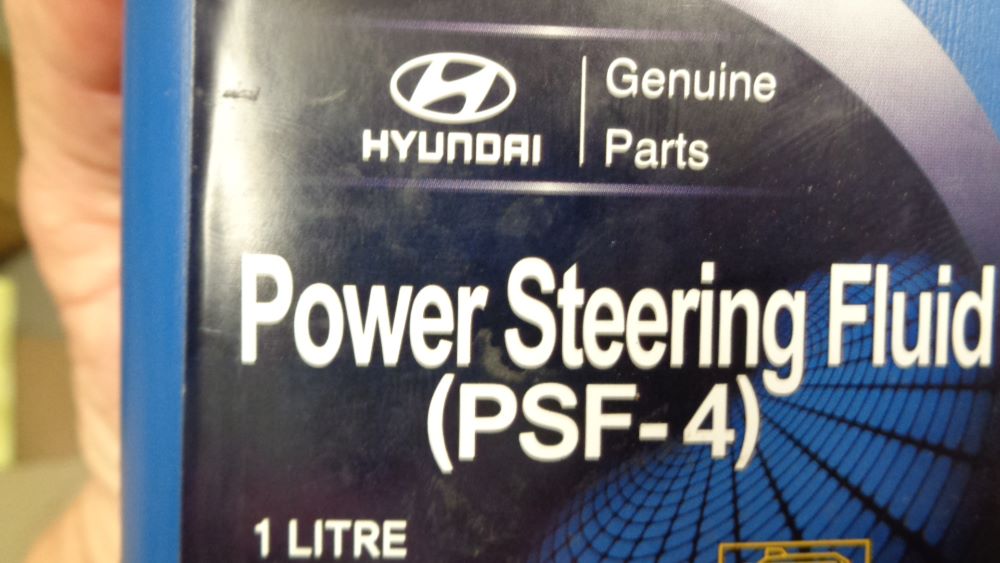 HYUNDAI
Genuine
Parts
Power Steering Fluid
(PSF-4)
1 LITRE